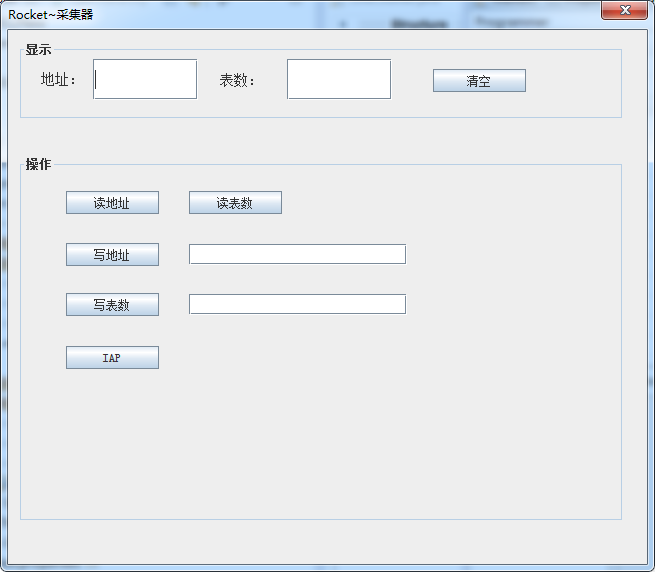 Rocket~采集器
显示
地址： 表数： 清空
操作
读地址 读表数
写地址
写表数
IAP